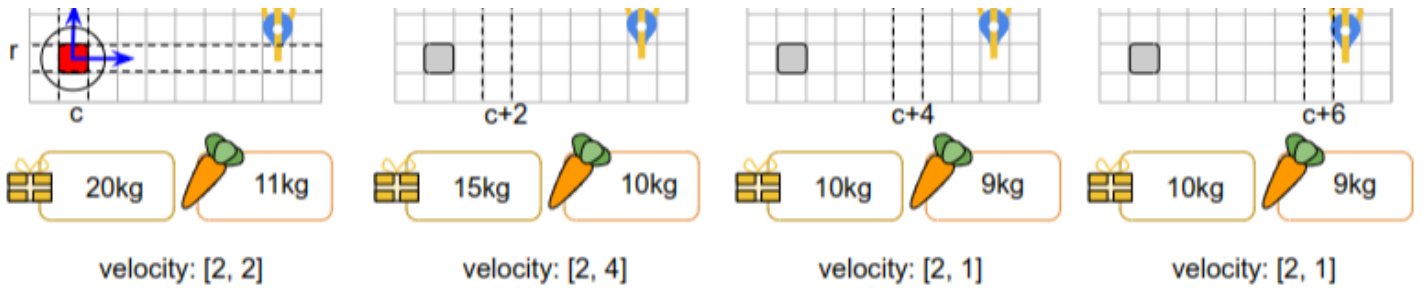 r
c
c+2
c+4
c+6
20kg 11kg 15kg 10kg 10kg 9kg 10kg 9kg
velocity: [2, 2] velocity: [2, 4] velocity: [2, 1] velocity: [2, 1]